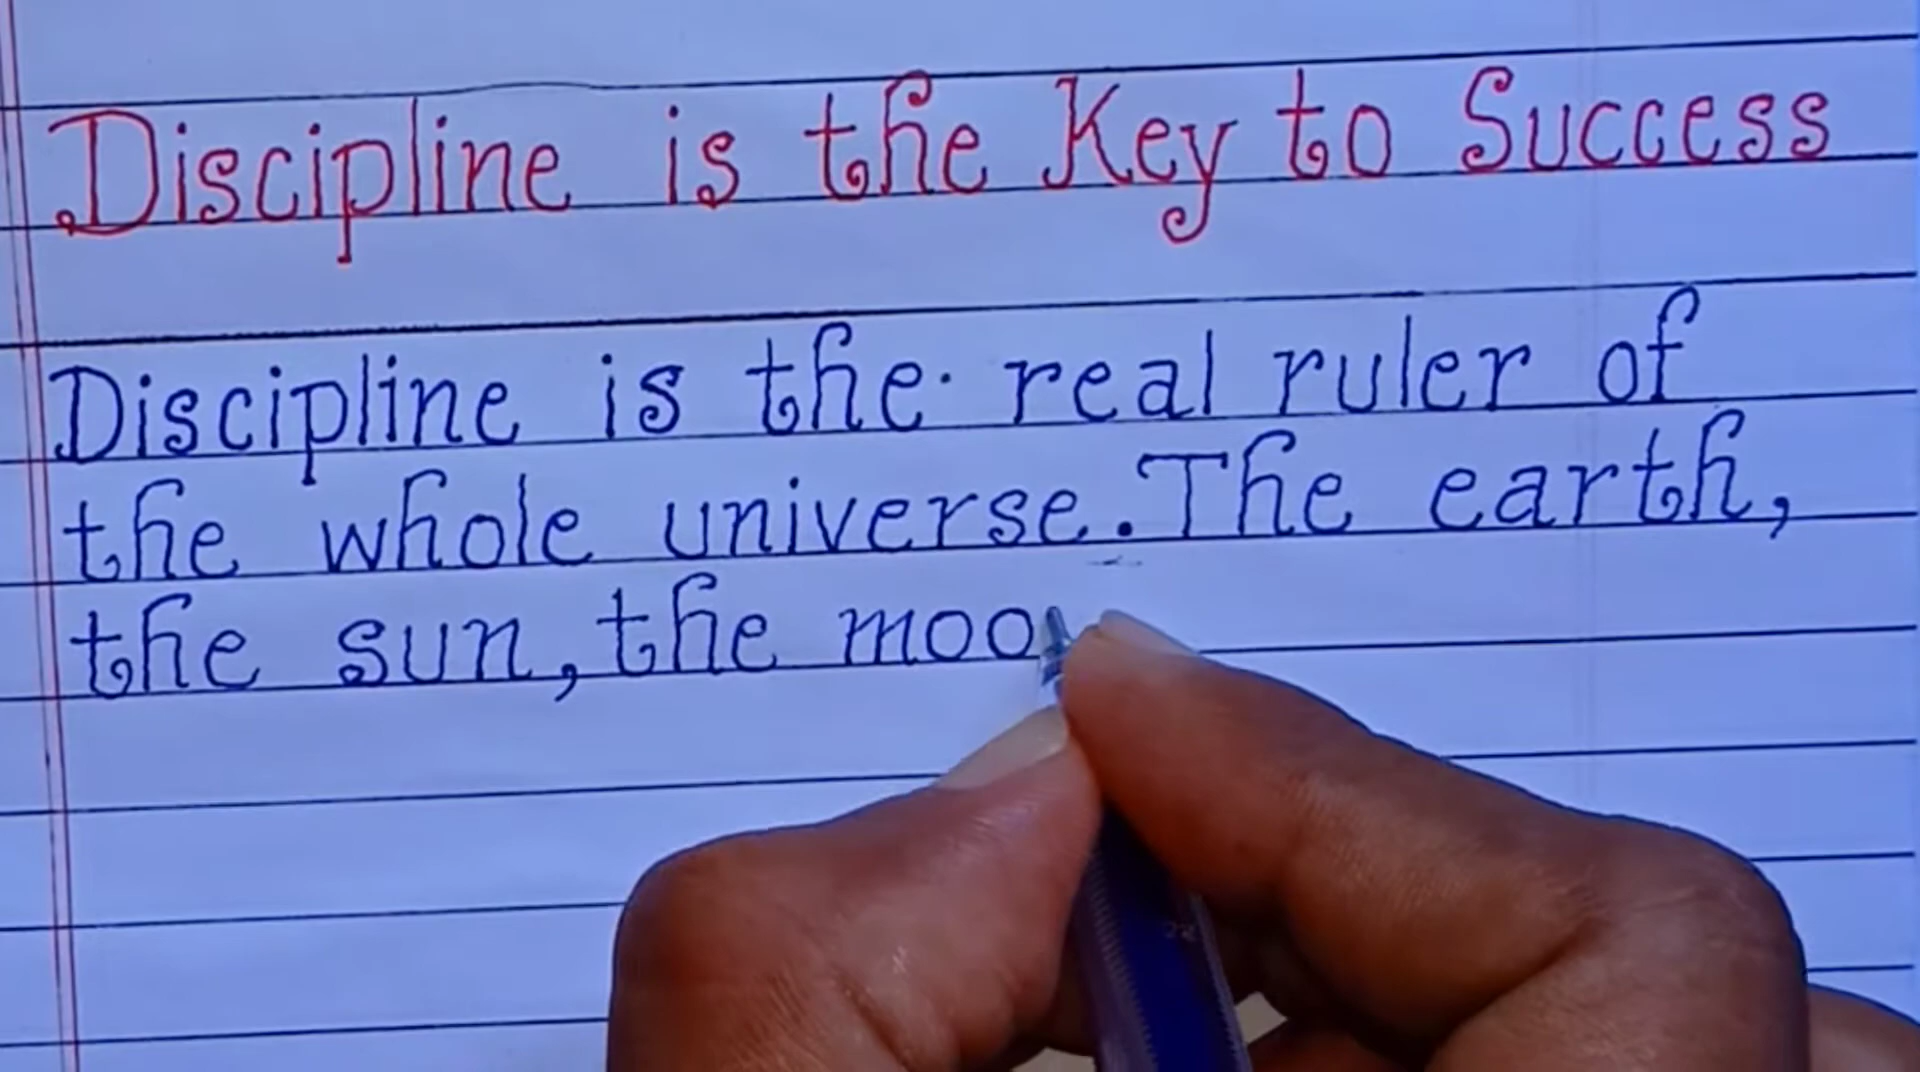 Discipline is the Key to Success
Discipline is the real ruler of
the whole universe. The earth,
the sun, the moo